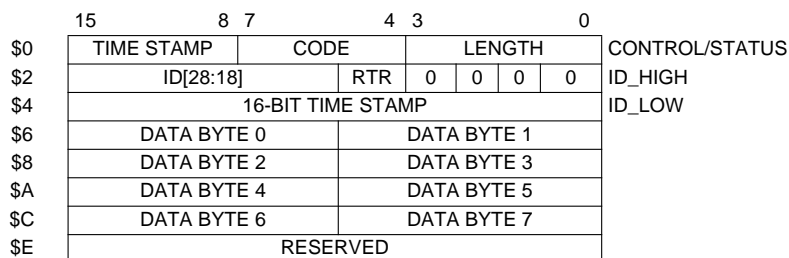 15 8 7 4 3 0
$0 TIME STAMP CODE LENGTH CONTROL/STATUS
$2 ID[28:18] RTR 0 0 0 0 ID_HIGH
$4 16-BIT TIME STAMP ID_LOW
$6 DATA BYTE 0 DATA BYTE 1
$8 DATA BYTE 2 DATA BYTE 3
$A DATA BYTE 4 DATA BYTE 5
$C DATA BYTE 6 DATA BYTE 7
$E RESERVED